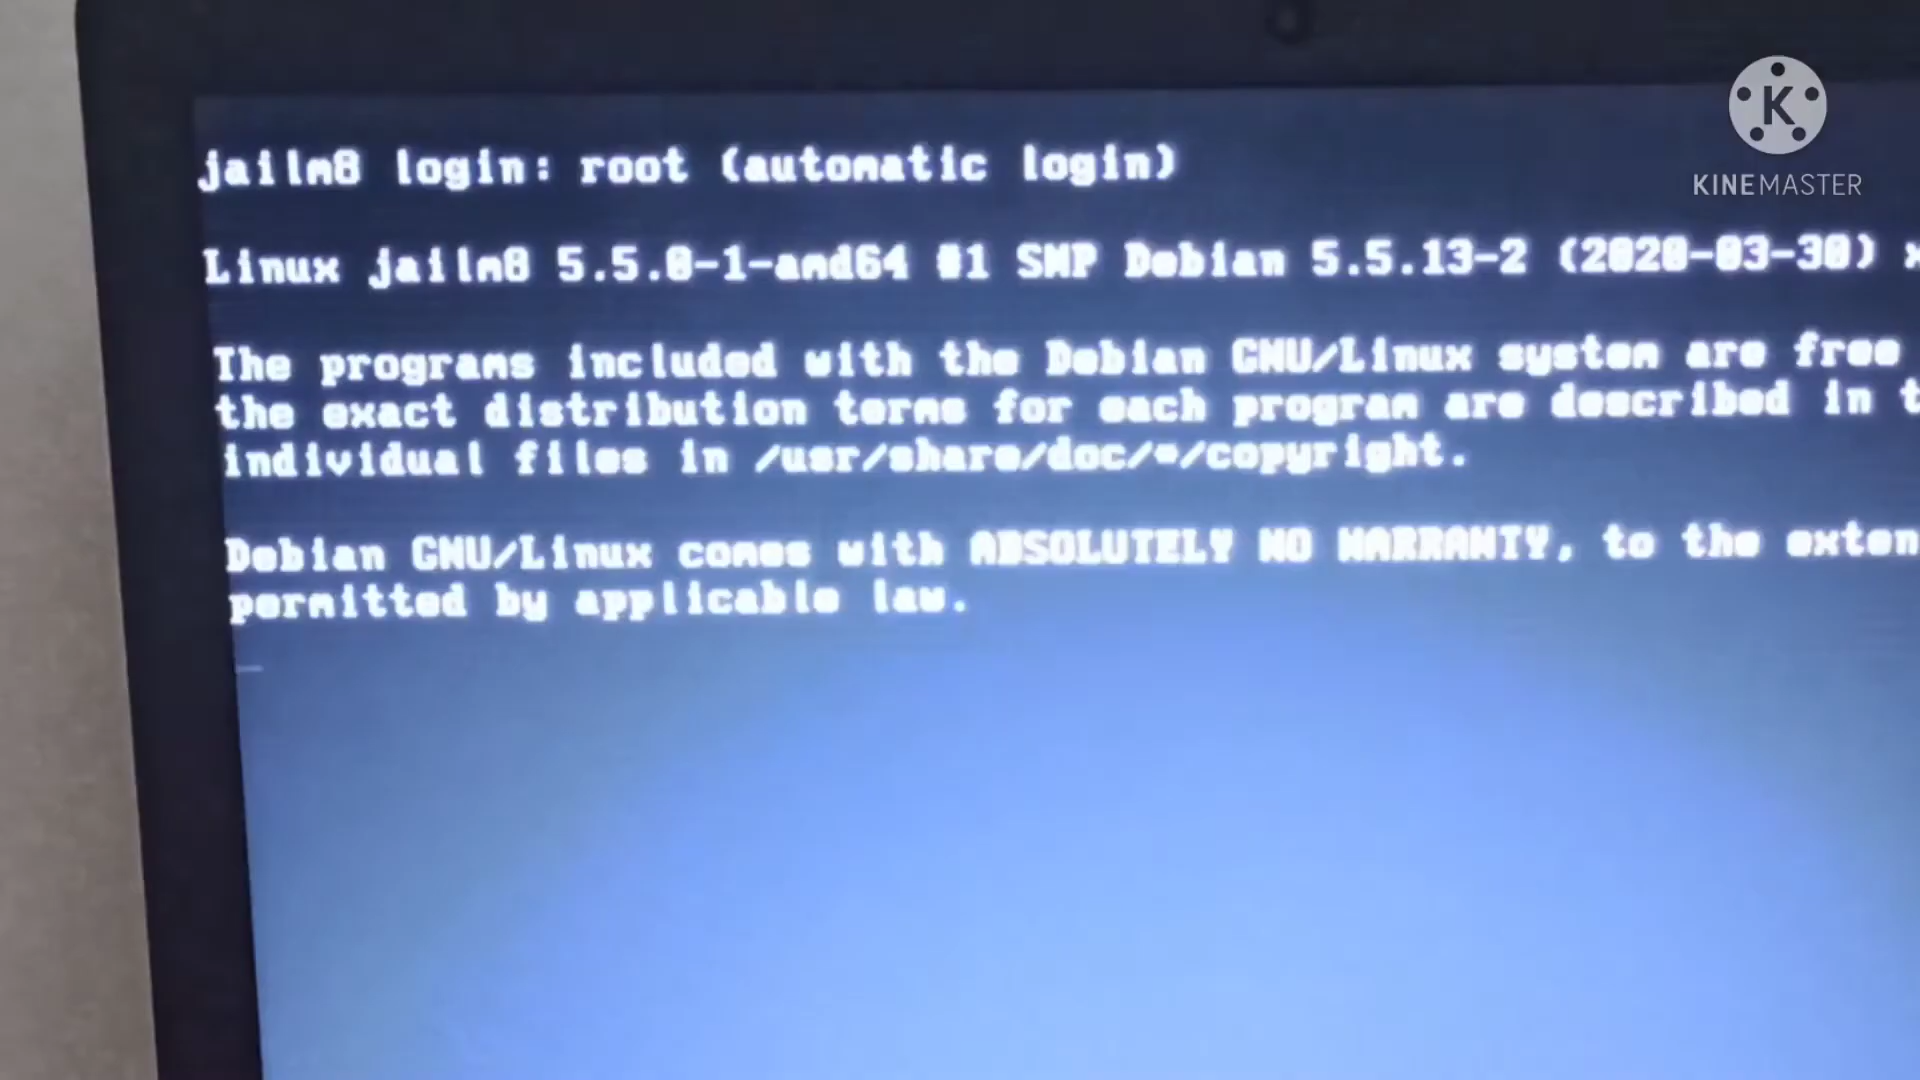 jailm8 login: root (automatic login)
K
KINEMASTER
Linux jailm8 5.5.0-1-amd64 #1 SMP Debian 5.5.13-2 (2020-03-30) x
The programs included with the Debian GNU/Linux system are free
the exact distribution terms for each program are described in t
individual files in /usr/share/doc/*/copyright.
Debian GNU/Linux comes with ABSOLUTELY NO WARRANTY, to the exten
permitted by applicable law.